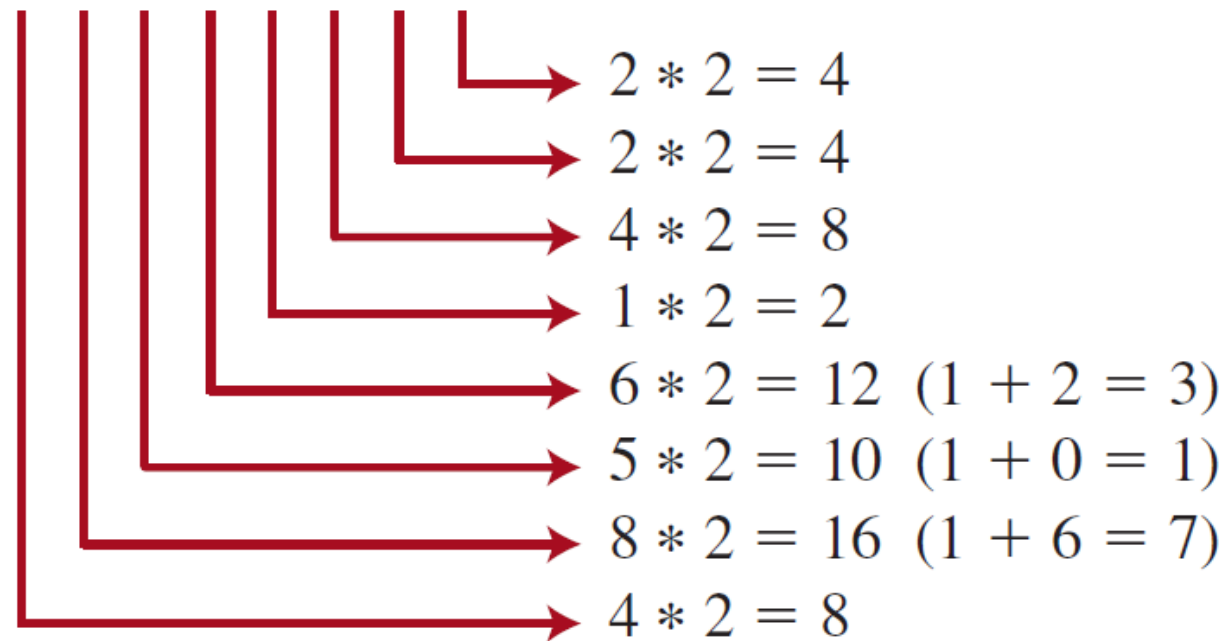 2 * 2 = 4
2 * 2 = 4
4 * 2 = 8
1 * 2 = 2
6 * 2 = 12 (1 + 2 = 3)
5 * 2 = 10 (1 + 0 = 1)
8 * 2 = 16 (1 + 6 = 7)
4 * 2 = 8